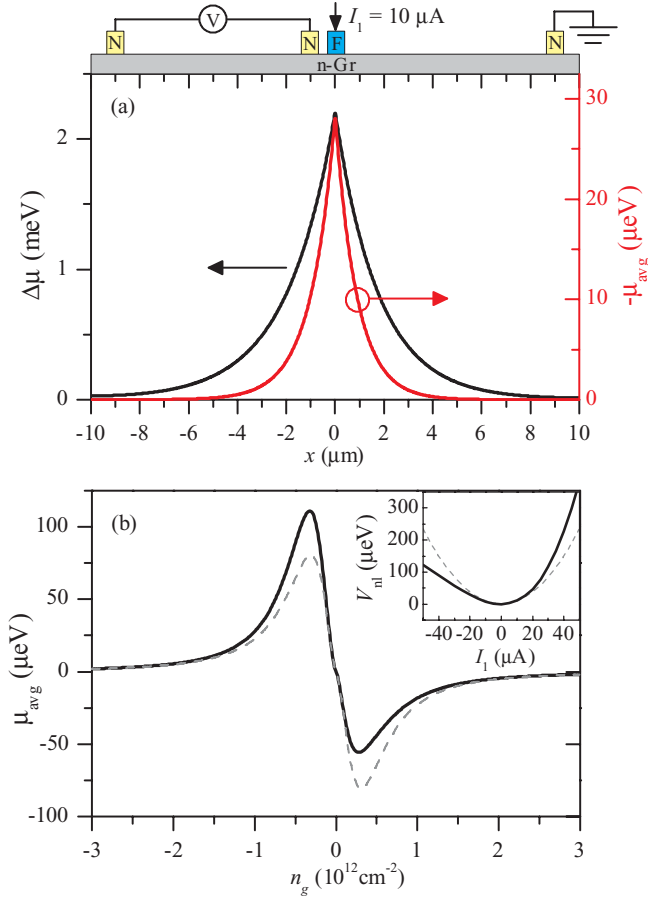 V
I₁ = 10 µA
N
N
F
N
n-Gr
(a)
2
1
0
Δµ (meV)
30
20
10
0
-µavg (µeV)
-10
-8
-6
-4
-2
0
2
4
6
8
10
x (µm)
(b)
100
50
0
-50
-100
µavg (µeV)
300
200
100
0
Vnl (µeV)
-40
-20
0
20
40
I₁ (µA)
-3
-2
-1
0
1
2
3
ng (10¹²cm⁻²)